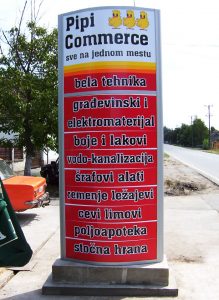 Pipi
Commerce
sve na jednom mestu
bela tehnika
građevinski i
elektromaterijal
boje i lakovi
vodo-kanalizacija
šrafovi alati
remenje ležajevi
cevi limovi
poljoapoteka
stočna hrana